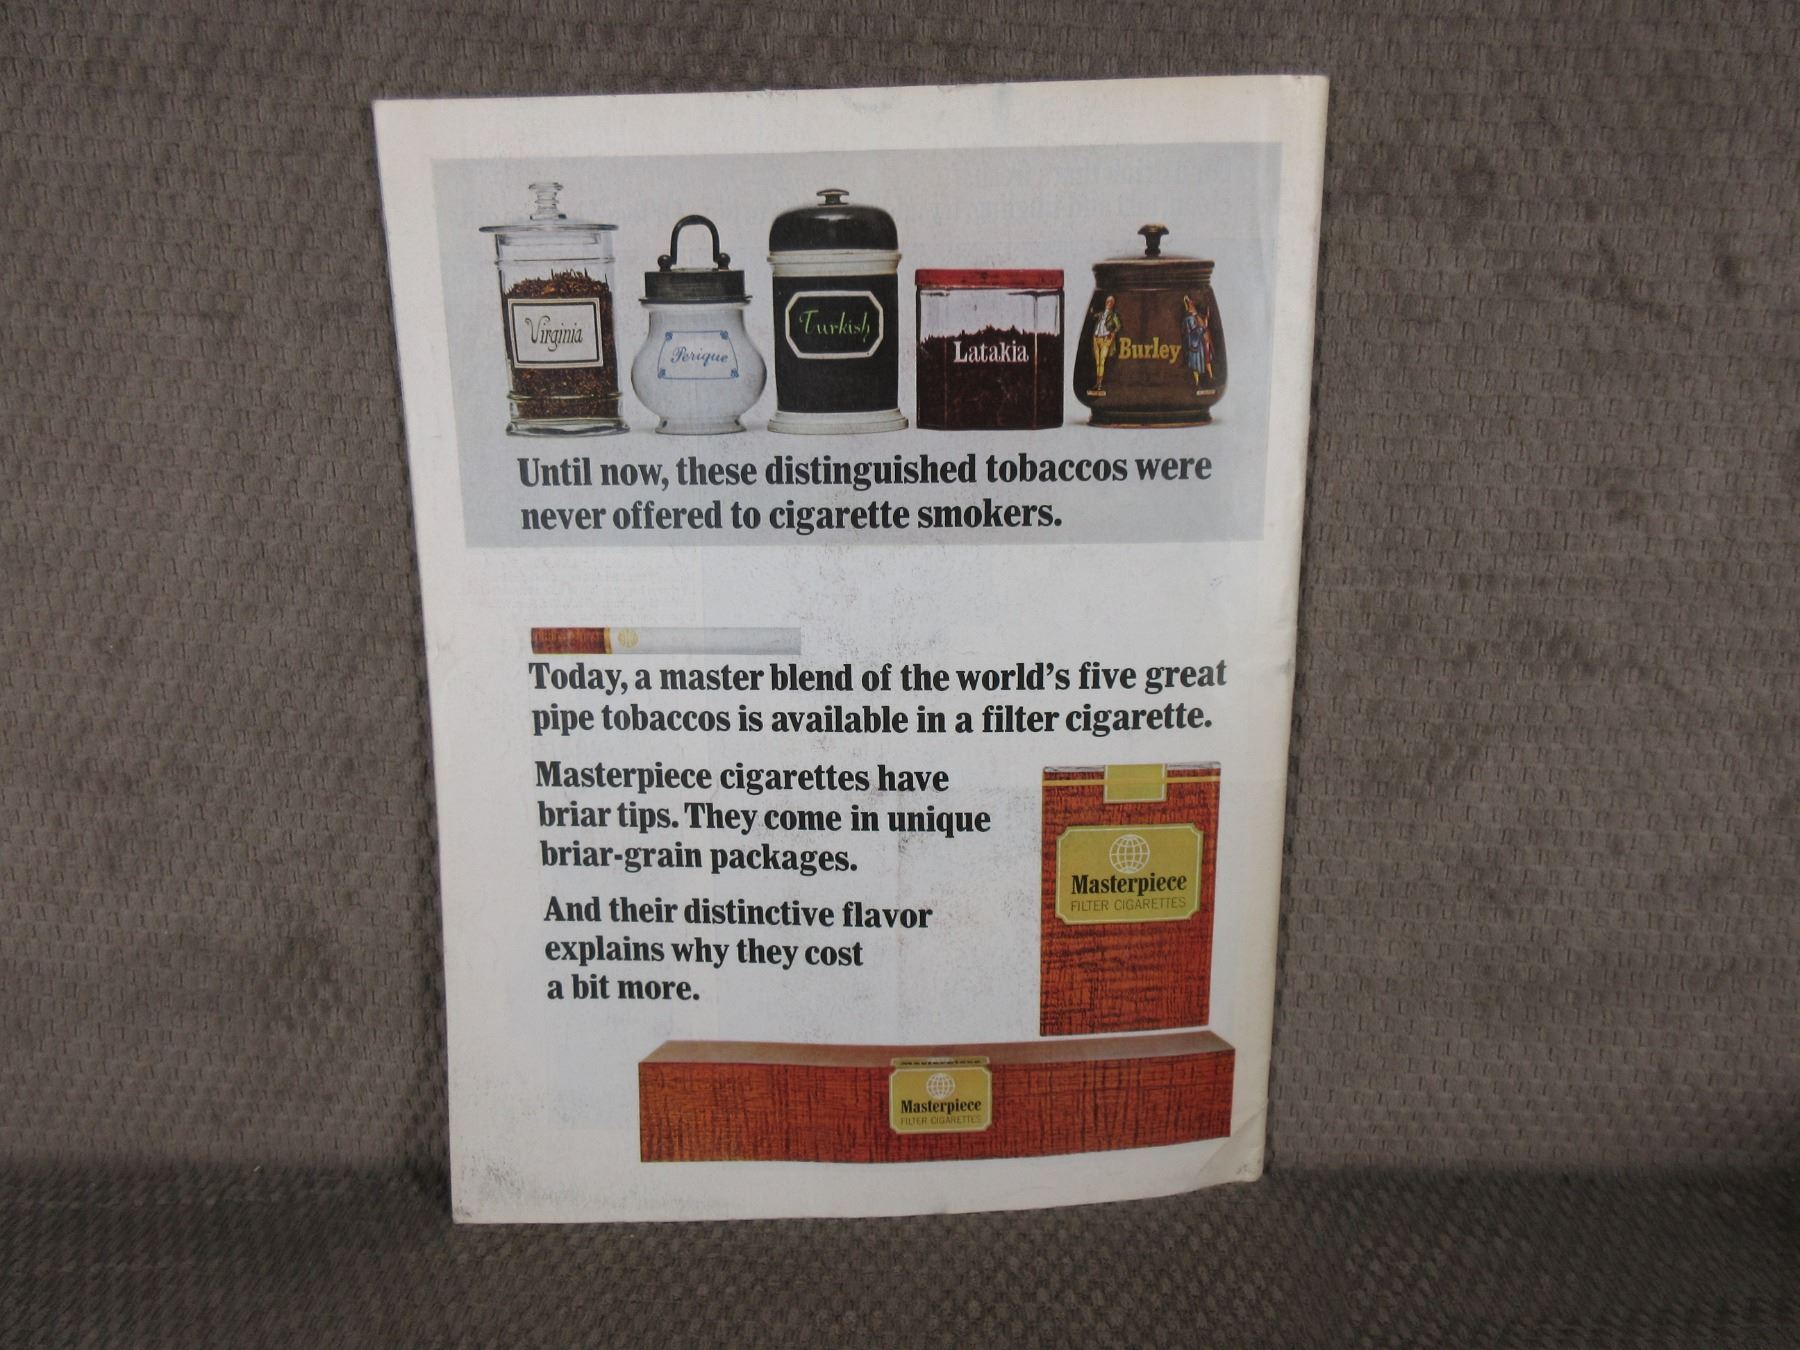 Virginia
Perique
Turkish
Latakia
Burley
Until now, these distinguished tobaccos were
never offered to cigarette smokers.
Today, a master blend of the world's five great
pipe tobaccos is available in a filter cigarette.
Masterpiece cigarettes have
briar tips. They come in unique
briar-grain packages.
And their distinctive flavor
explains why they cost
a bit more.
Masterpiece
FILTER CIGARETTES
Masterpiece
Masterpiece
FILTER CIGARETTES